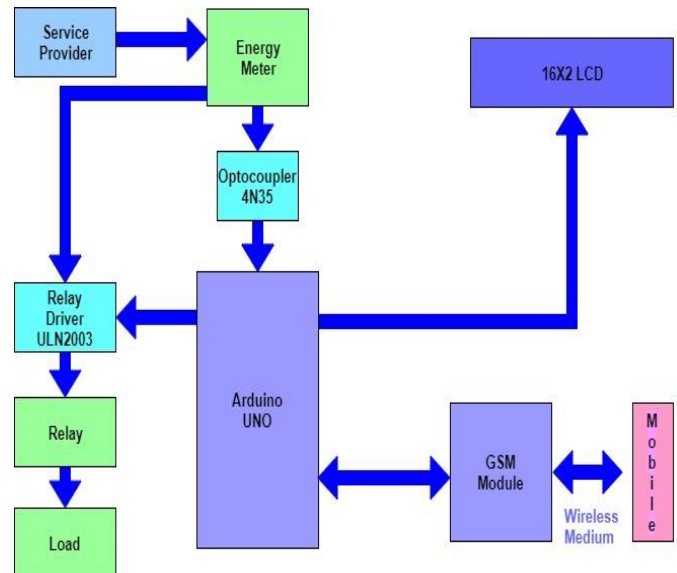 Service
Provider
Energy
Meter
16X2 LCD
Optocoupler
4N35
Relay
Driver
ULN2003
Arduino
UNO
Relay
GSM
Module
Mobile
Wireless
Medium
Load